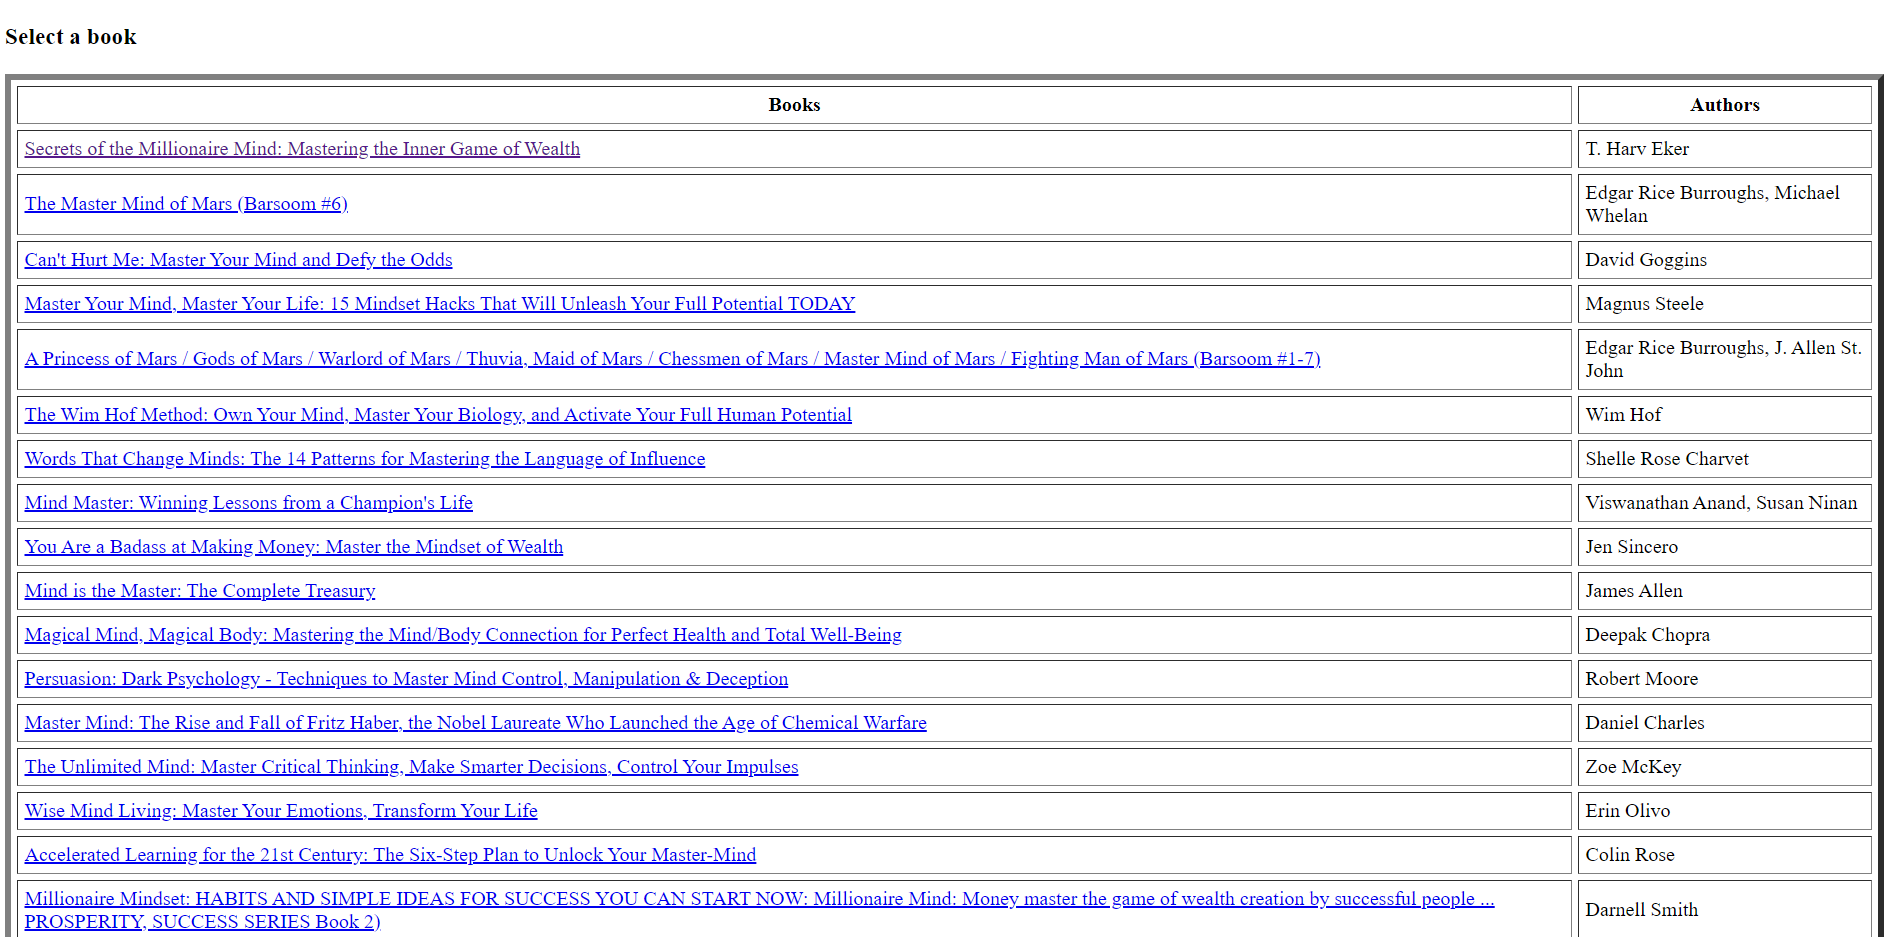 Select a book
Books Authors
Secrets of the Millionaire Mind: Mastering the Inner Game of Wealth T. Harv Eker
The Master Mind of Mars (Barsoom #6) Edgar Rice Burroughs, Michael
Whelan
Can't Hurt Me: Master Your Mind and Defy the Odds David Goggins
Master Your Mind, Master Your Life: 15 Mindset Hacks That Will Unleash Your Full Potential TODAY Magnus Steele
A Princess of Mars / Gods of Mars / Warlord of Mars / Thuvia, Maid of Mars / Chessmen of Mars / Master Mind of Mars / Fighting Man of Mars (Barsoom #1-7) Edgar Rice Burroughs, J. Allen St.
John
The Wim Hof Method: Own Your Mind, Master Your Biology, and Activate Your Full Human Potential Wim Hof
Words That Change Minds: The 14 Patterns for Mastering the Language of Influence Shelle Rose Charvet
Mind Master: Winning Lessons from a Champion's Life Viswanathan Anand, Susan Ninan
You Are a Badass at Making Money: Master the Mindset of Wealth Jen Sincero
Mind is the Master: The Complete Treasury James Allen
Magical Mind, Magical Body: Mastering the Mind/Body Connection for Perfect Health and Total Well-Being Deepak Chopra
Persuasion: Dark Psychology - Techniques to Master Mind Control, Manipulation & Deception Robert Moore
Master Mind: The Rise and Fall of Fritz Haber, the Nobel Laureate Who Launched the Age of Chemical Warfare Daniel Charles
The Unlimited Mind: Master Critical Thinking, Make Smarter Decisions, Control Your Impulses Zoe McKey
Wise Mind Living: Master Your Emotions, Transform Your Life Erin Olivo
Accelerated Learning for the 21st Century: The Six-Step Plan to Unlock Your Master-Mind Colin Rose
Millionaire Mindset: HABITS AND SIMPLE IDEAS FOR SUCCESS YOU CAN START NOW: Millionaire Mind: Money master the game of wealth creation by successful people ...
PROSPERITY, SUCCESS SERIES Book 2) Darnell Smith